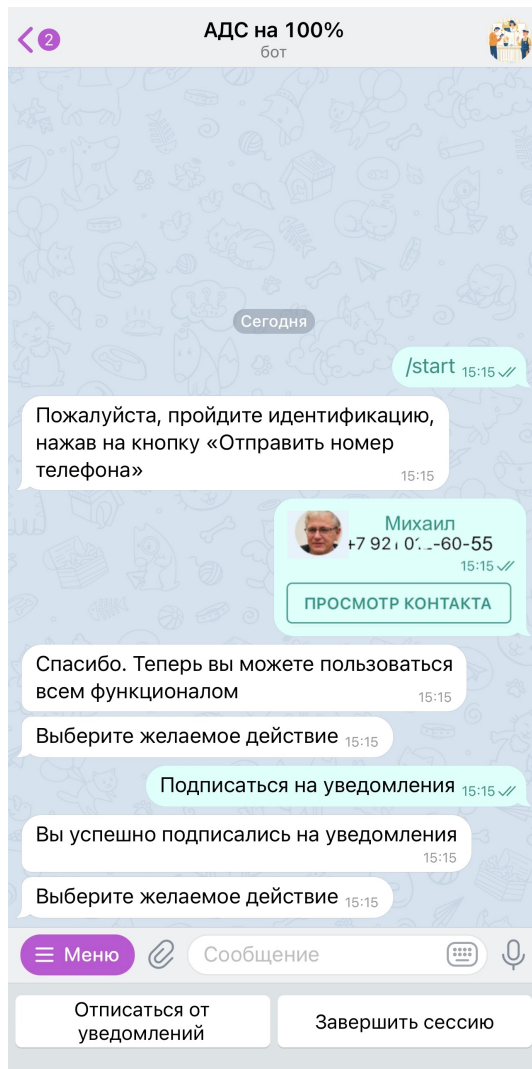 2
АДС на 100%
бот
Сегодня
/start 15:15
Пожалуйста, пройдите идентификацию,
нажав на кнопку «Отправить номер
телефона»
15:15
Михаил
-60-55
15:15
ПРОСМОТР КОНТАКТА
Спасибо. Теперь вы можете пользоваться
всем функционалом
15:15
Выберите желаемое действие 15:15
Подписаться на уведомления 15:15
Вы успешно подписались на уведомления
15:15
Выберите желаемое действие 15:15
Меню
Сообщение
Отписаться от
уведомлений
Завершить сессию